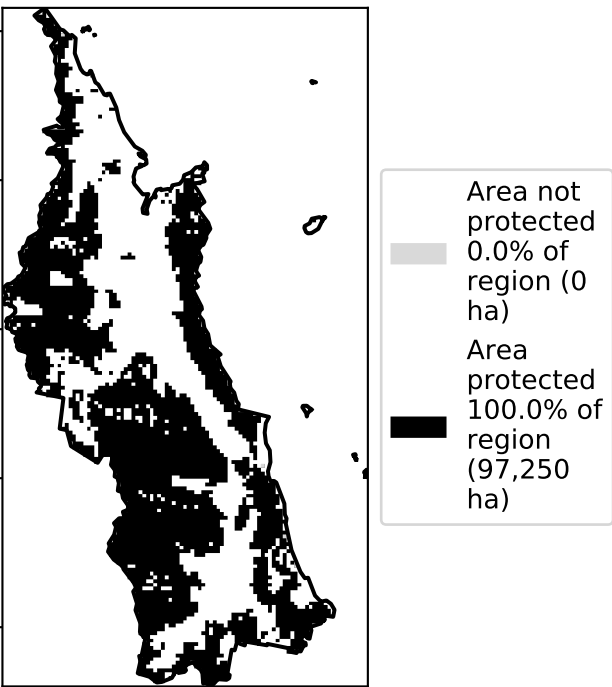 Area not
protected
0.0% of
region (0
ha)
Area
protected
100.0% of
region
(97,250
ha)